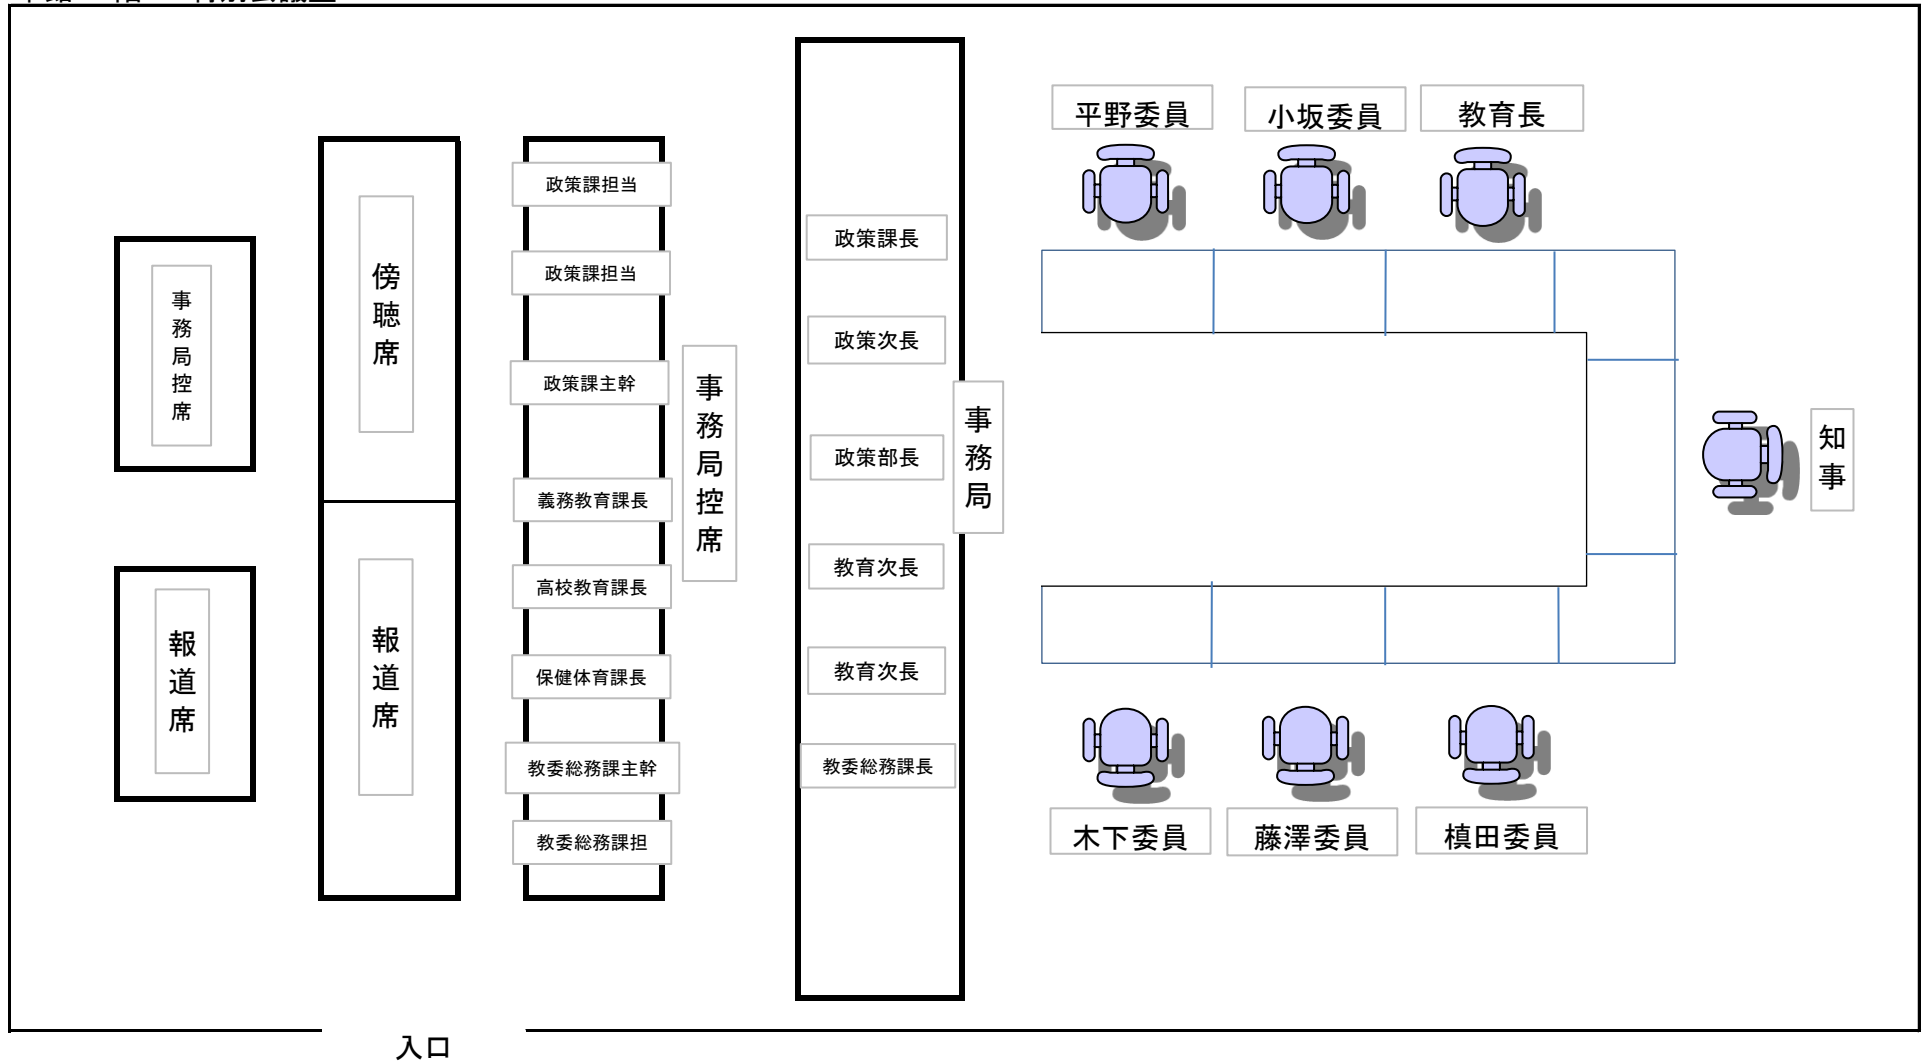 平野委員
小坂委員
教育長
政策課担当
政策課担当
政策課主幹
義務教育課長
高校教育課長
保健体育課長
教委総務課主幹
教委総務課担
政策課長
政策次長
政策部長
教育次長
教育次長
教委総務課長
事務局控席
傍聴席
事務局控席
事務局
知事
報道席
報道席
木下委員
藤澤委員
槙田委員
入口